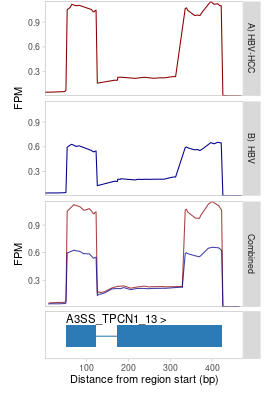 0.9
0.6
0.3
FPM
A) HBV-HCC
0.9
0.6
0.3
B) HBV
0.9
0.6
0.3
FPM
Combined
A3SS_TPCN1_13 >
0
100
200
300
400
Distance from region start (bp)